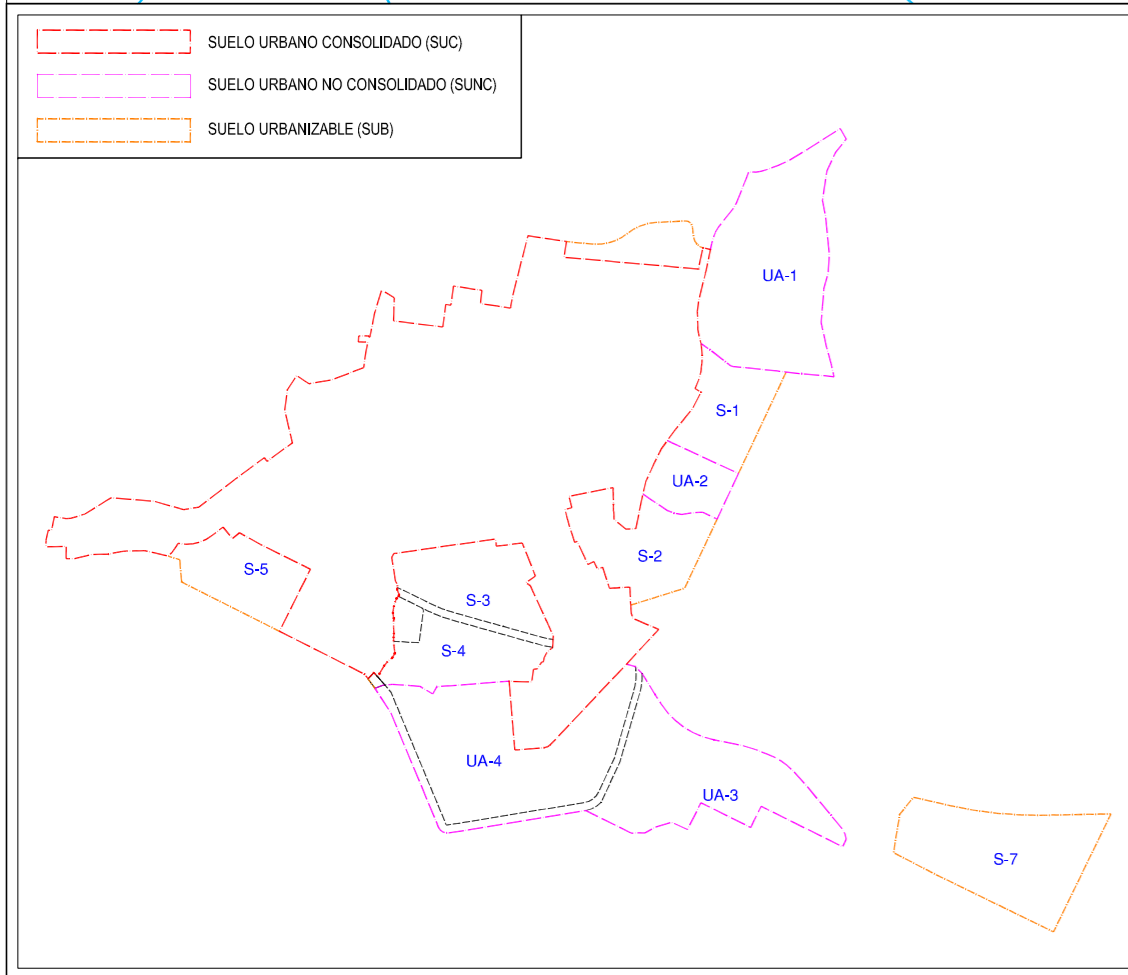 SUELO URBANO CONSOLIDADO (SUC)
SUELO URBANO NO CONSOLIDADO (SUNC)
SUELO URBANIZABLE (SUB)
UA-1
S-1
UA-2
S-2
S-5
S-3
S-4
UA-4
UA-3
S-7